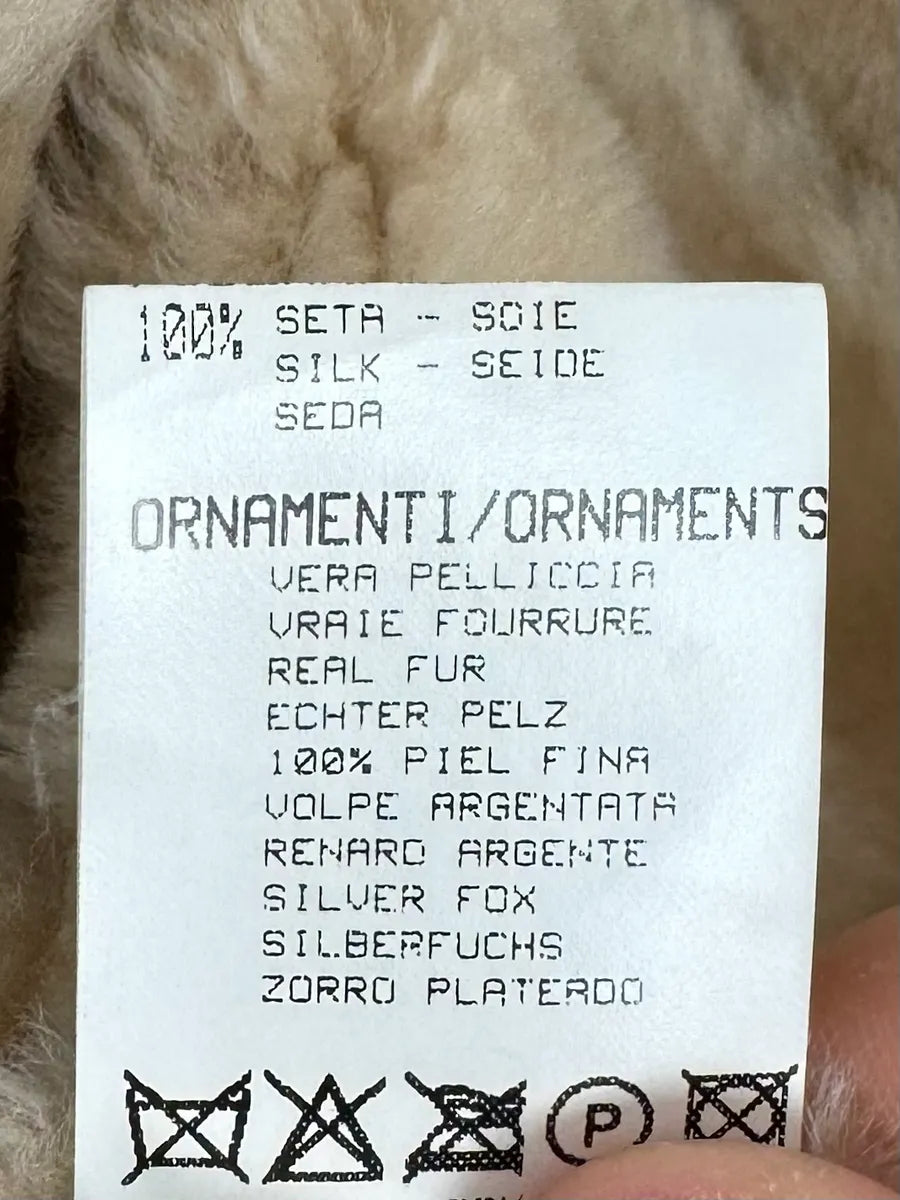 100% SETA - SOIE
SILK - SEIDE
SEDA
ORNAMENTI/ORNAMENTS
VERA PELLICCIA
VRAIE FOURRURE
REAL FUR
ECHTER PELZ
100% PIEL FINA
VOLPE ARGENTATA
RENARD ARGENTE
SILVER FOX
SILBERFUCHS
ZORRO PLATEADO
P